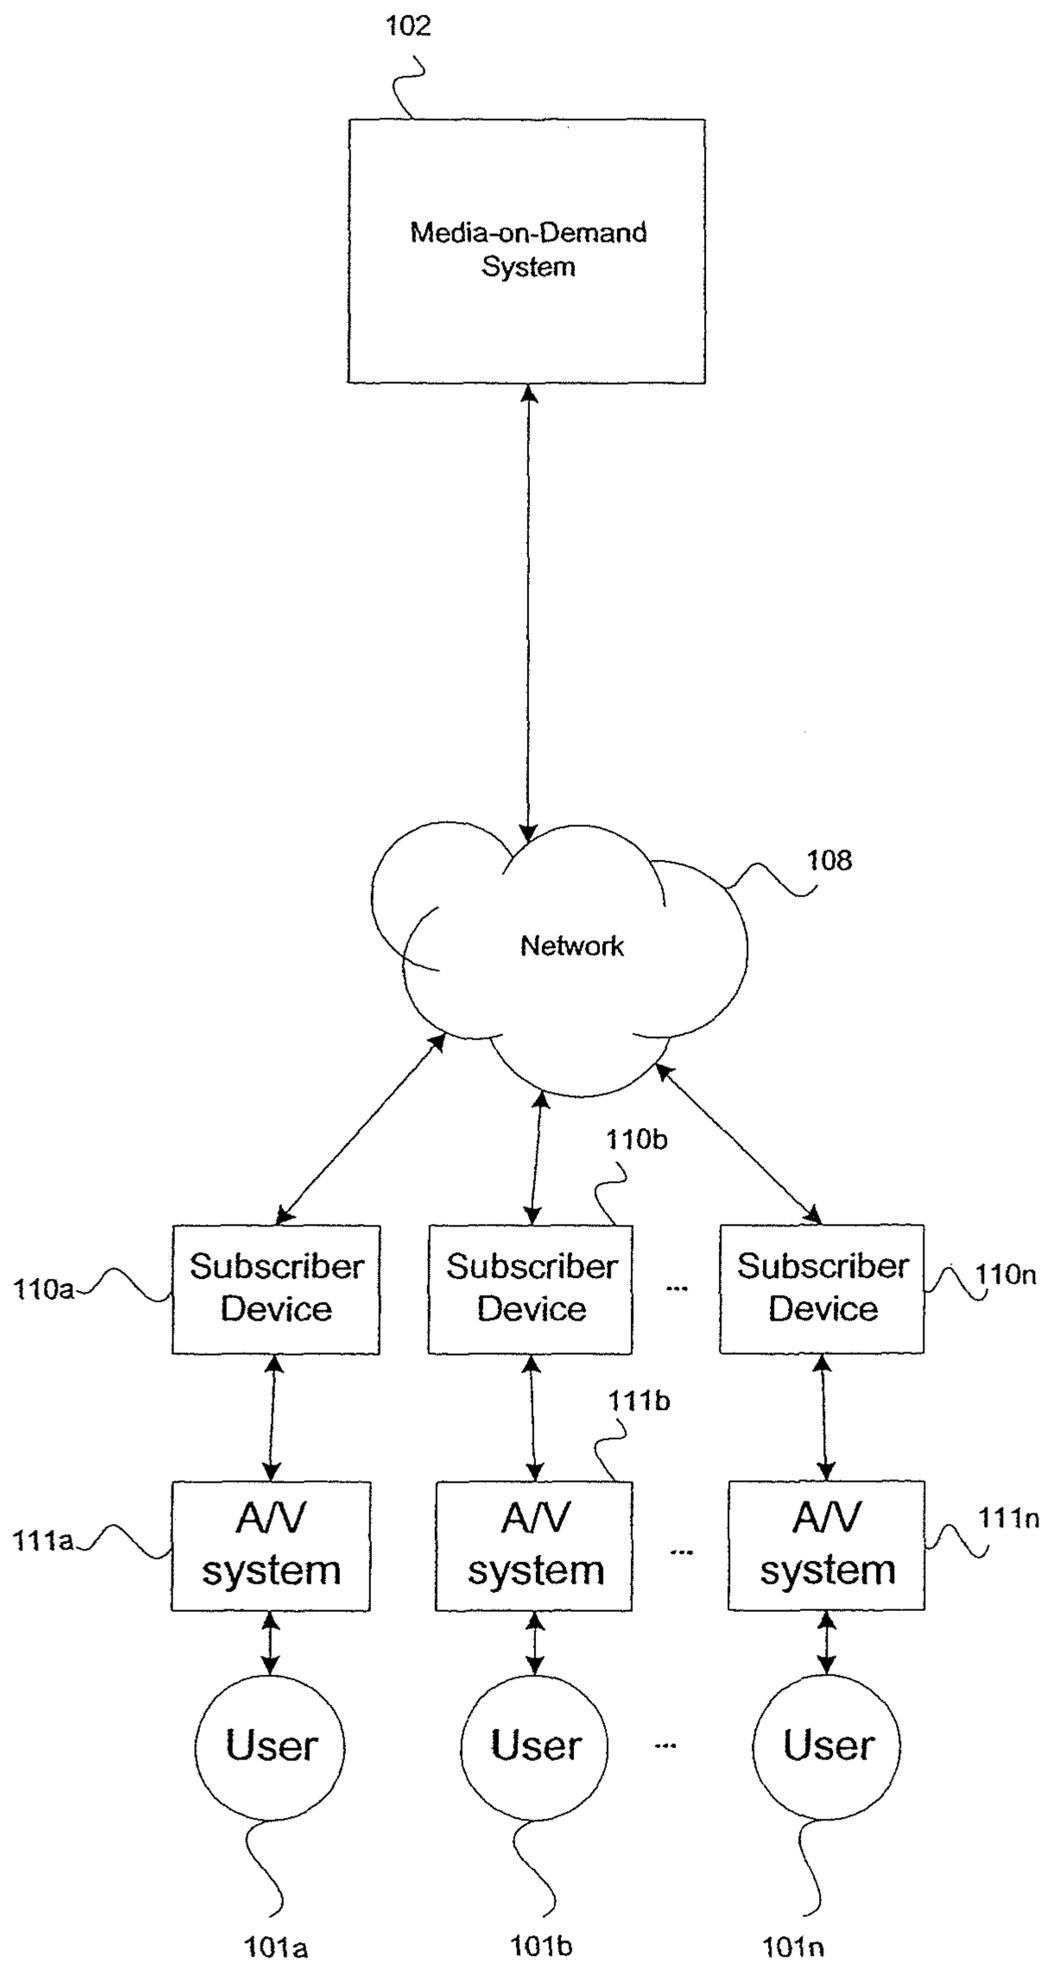 102
Media-on-Demand
System
108
Network
110b
110a
Subscriber
Device
Subscriber
Device
...
Subscriber
Device
110n
111b
111a
A/V
system
A/V
system
...
A/V
system
111n
User
User
...
User
101a
101b
101n